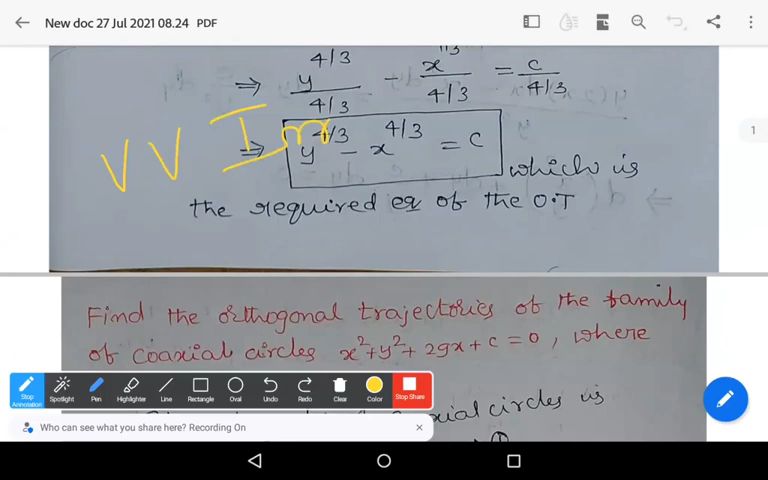 New doc 27 Jul 2021 08.24 PDF
⇒ y^4/3 / 4/3 - / 4/3 = c / 4/3
⇒ y^4/3 - x^4/3 = c
VV Im
which is
the required eq of the O.T
1
Find the orthogonal trajectories of the family
of coaxial circles x²+y²+2gx+c=0, where
axial circles is
Stop Annotation Spotlight Pen Highlighter Line Rectangle Oval Undo Redo Clear Color Stop Share
Who can see what you share here? Recording On